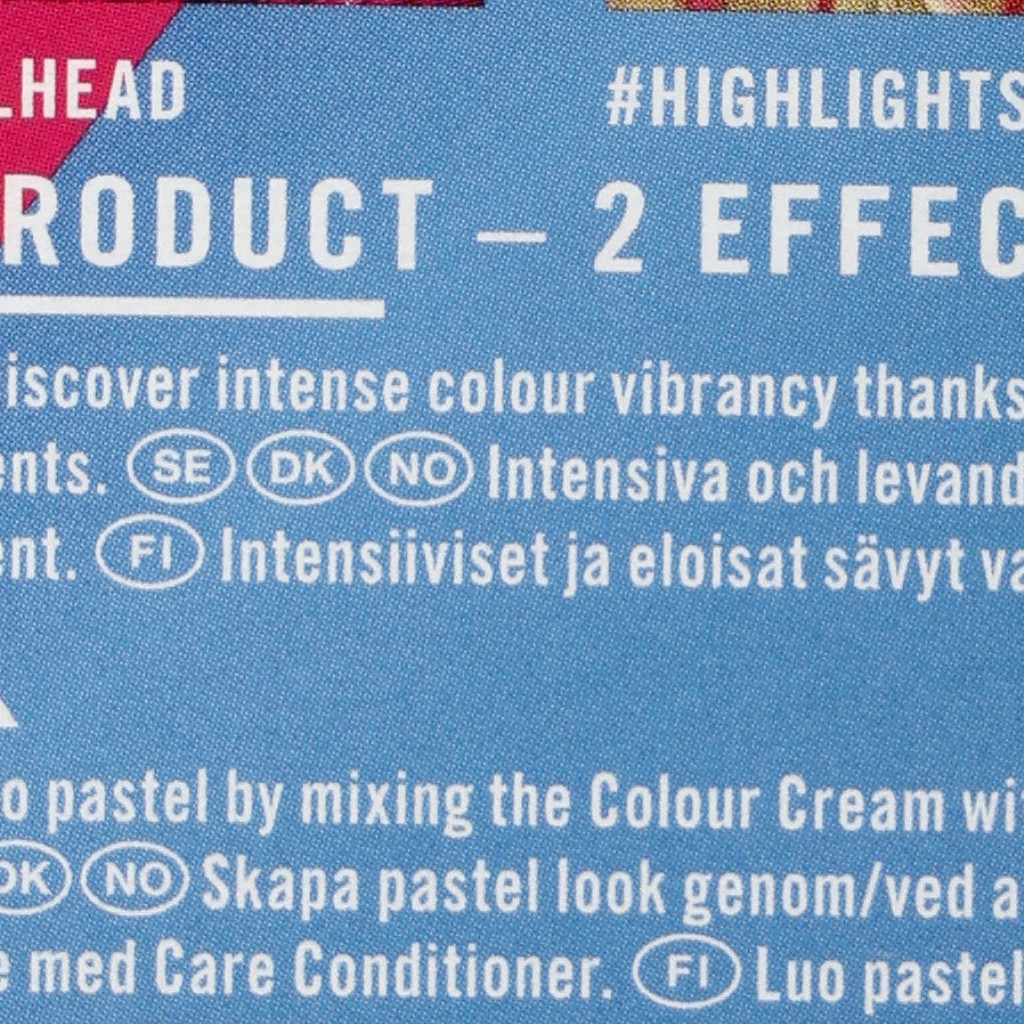 LHEAD #HIGHLIGHTS
RODUCT – 2 EFFEC
iscover intense colour vibrancy thanks
ents. SE DK NO Intensiva och levand
ent. FI Intensiiviset ja eloisat sävyt va
o pastel by mixing the Colour Cream wi
DK NO Skapa pastel look genom/ved a
e med Care Conditioner. FI Luo pastel